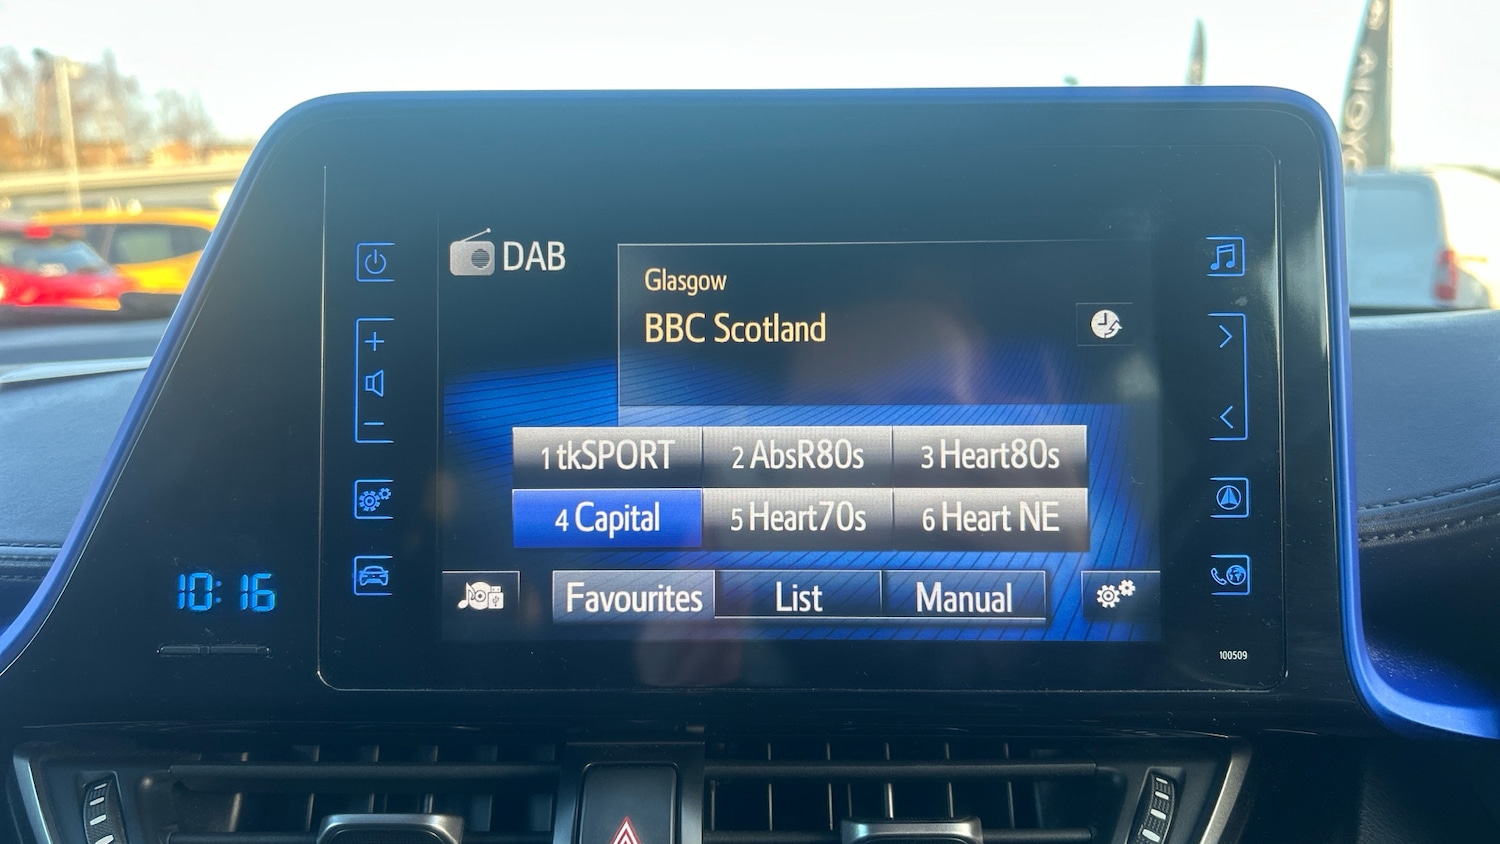 DAB
Glasgow
BBC Scotland
1 tkSPORT
2 AbsR80s
3 Heart80s
4 Capital
5 Heart70s
6 Heart NE
Favourites
List
Manual
10:16
100509